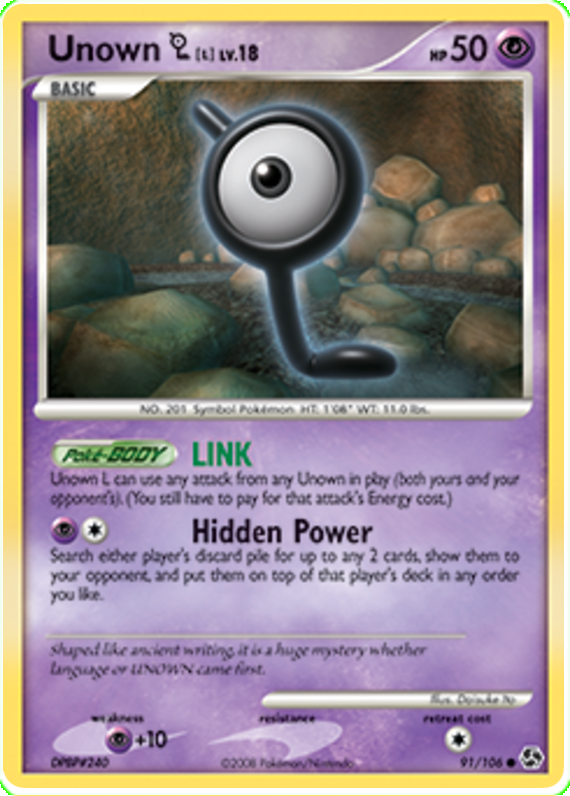 Unown [L] LV.18 HP 50
BASIC
NO. 201 Symbol Pokémon HT: 1'08" WT: 11.0 lbs.
Poké-BODY LINK
Unown L can use any attack from any Unown in play (both yours and your
opponent's). (You still have to pay for that attack's Energy cost.)
Hidden Power
Search either player's discard pile for up to any 2 cards, show them to
your opponent, and put them on top of that player's deck in any order
you like.
Shaped like ancient writing, it is a huge mystery whether
language or UNOWN came first.
Illus. Daisuke Ito
weakness resistance retreat cost
+10
DPBP#240 ©2008 Pokémon/Nintendo 91/106